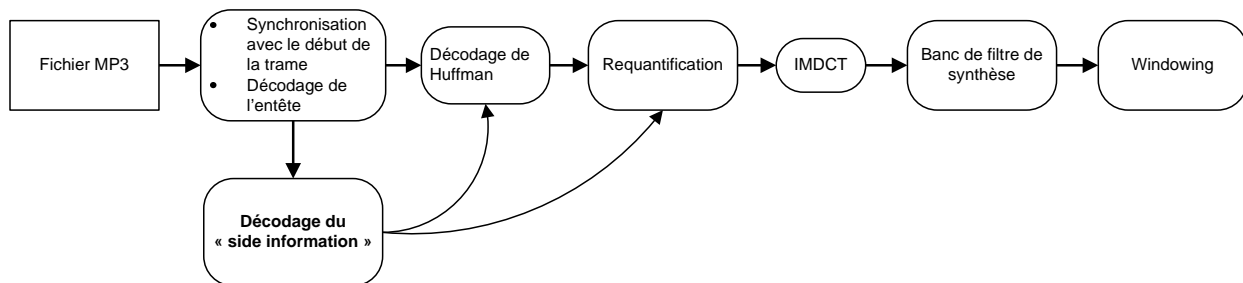 Fichier MP3
• Synchronisation
avec le début de
la trame
• Décodage de
l’entête
Décodage de
Huffman
Requantification
IMDCT
Banc de filtre de
synthèse
Windowing
Décodage du
« side information »